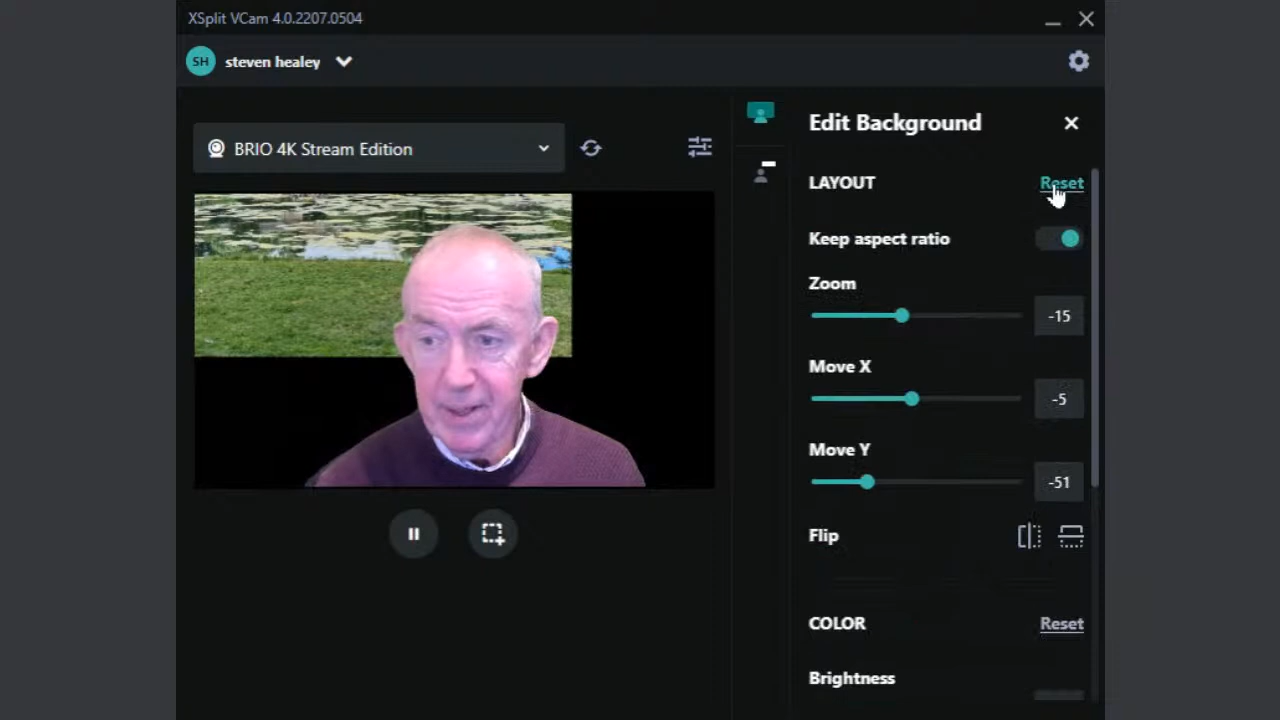 XSplit VCam 4.0.2207.0504
SH steven healey
BRIO 4K Stream Edition
Edit Background
LAYOUT Reset
Keep aspect ratio
Zoom
-15
Move X
-5
Move Y
-51
Flip
COLOR Reset
Brightness